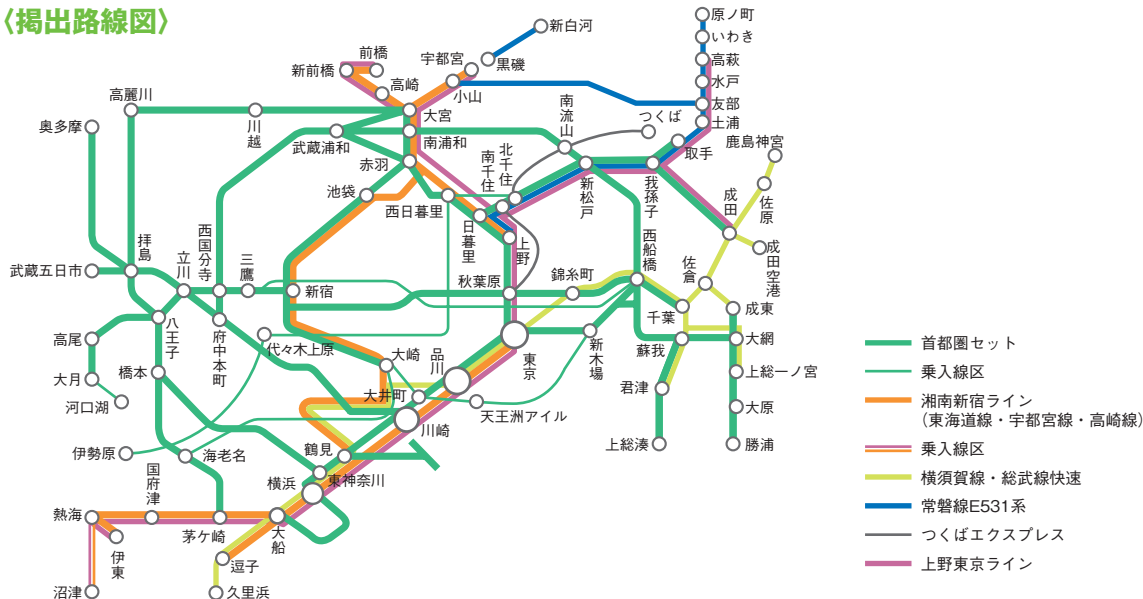 〈掲出路線図〉
原ノ町
新白河
いわき
前橋
宇都宮
高萩
新前橋
黒磯
水戸
高崎
小山
高麗川
友部
奥多摩
川越
大宮
南流山
つくば
土浦
鹿島神宮
武蔵浦和
南浦和
北千住
南千住
取手
赤羽
新松戸
我孫子
佐原
池袋
西日暮里
日暮里
上野
成田
成田空港
拝島
立川
西国分寺
三鷹
西船橋
武蔵五日市
新宿
秋葉原
錦糸町
佐倉
千葉
成東
八王子
府中本町
代々木上原
高尾
大崎
品川
東京
新木場
蘇我
大網
橋本
大月
大井町
君津
上総一ノ宮
河口湖
天王洲アイル
川崎
大原
伊勢原
海老名
鶴見
上総湊
勝浦
国府津
横浜
東神奈川
熱海
茅ケ崎
大船
伊東
逗子
沼津
久里浜
首都圏セット
乗入線区
湘南新宿ライン
（東海道線・宇都宮線・高崎線）
乗入線区
横須賀線・総武線快速
常磐線E531系
つくばエクスプレス
上野東京ライン